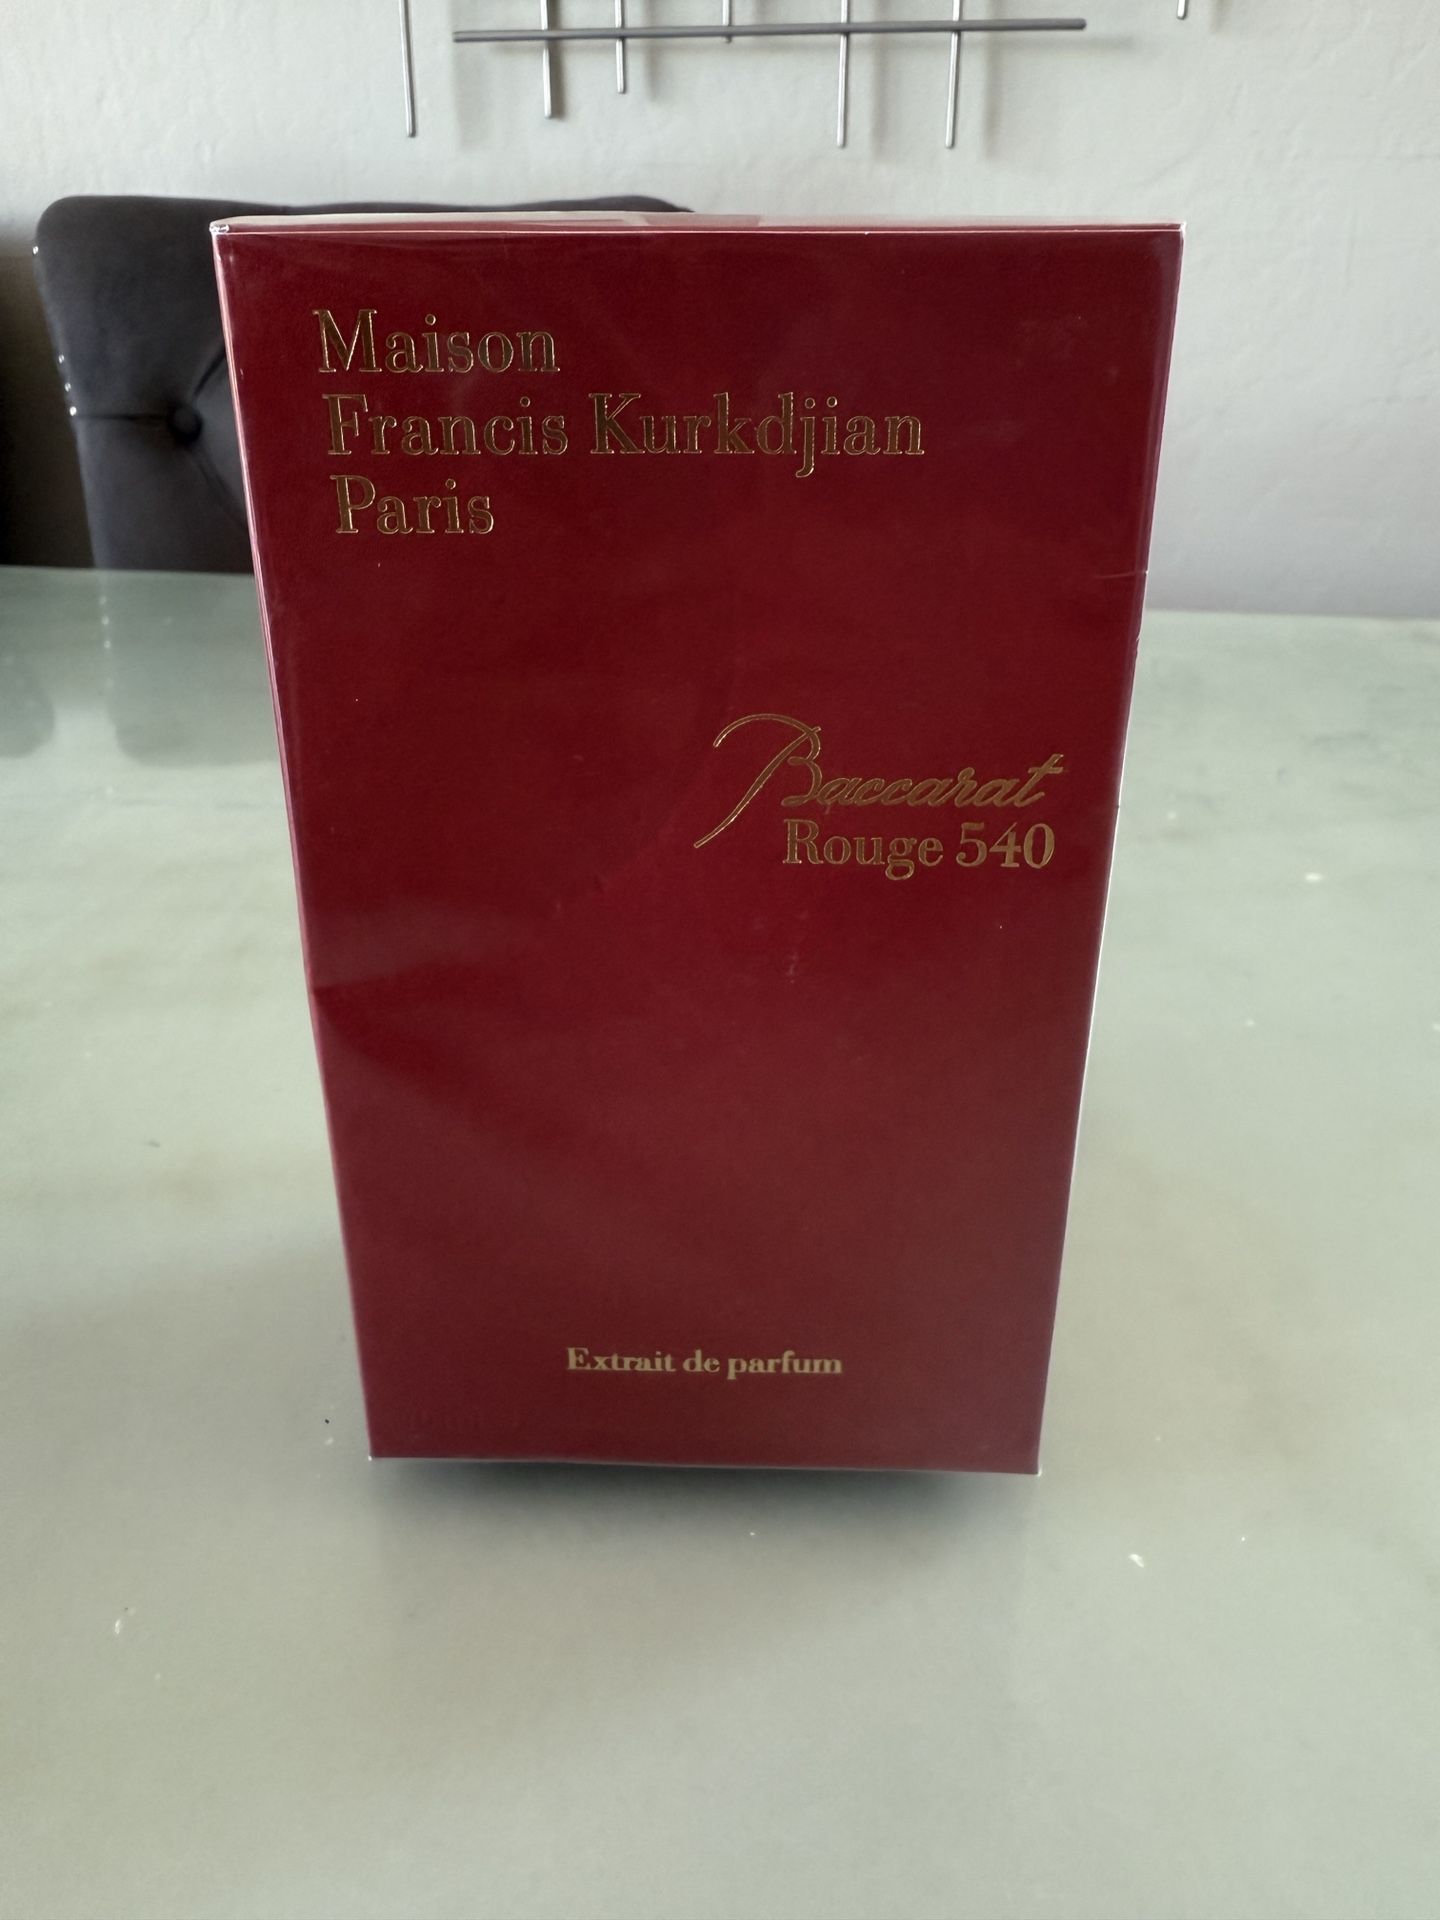 Maison
Francis Kurkdjian
Paris
Baccarat
Rouge 540
Extrait de parfum